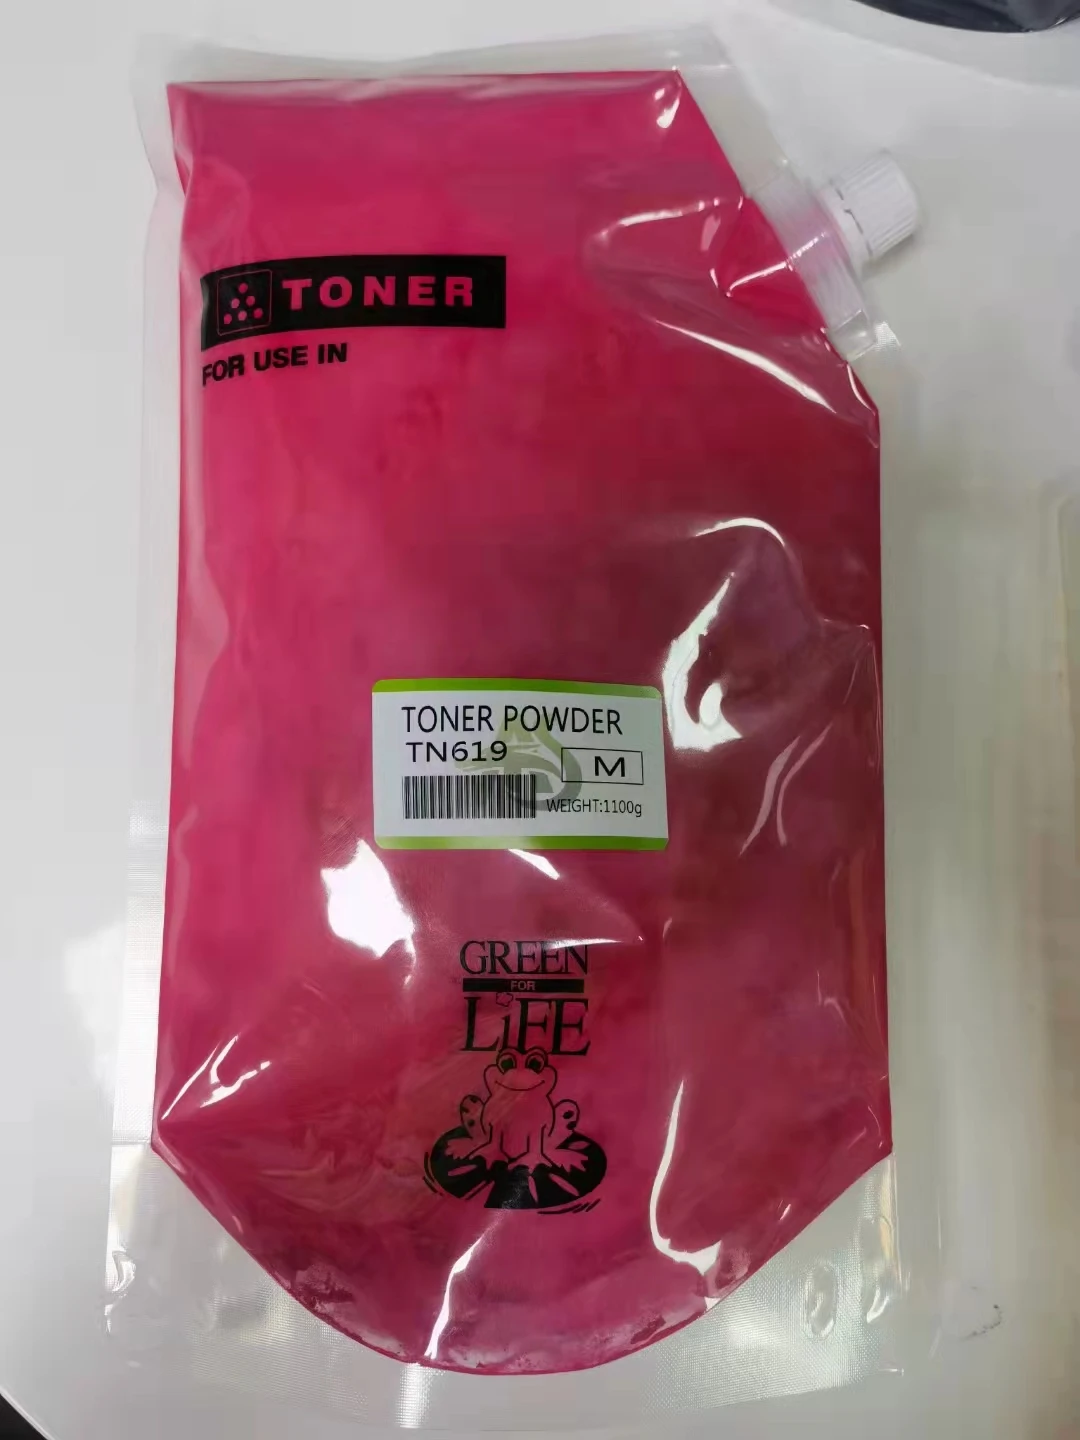 TONER
FOR USE IN
TONER POWDER
TN619
M
WEIGHT:1100g
GREEN
FOR
LiFE